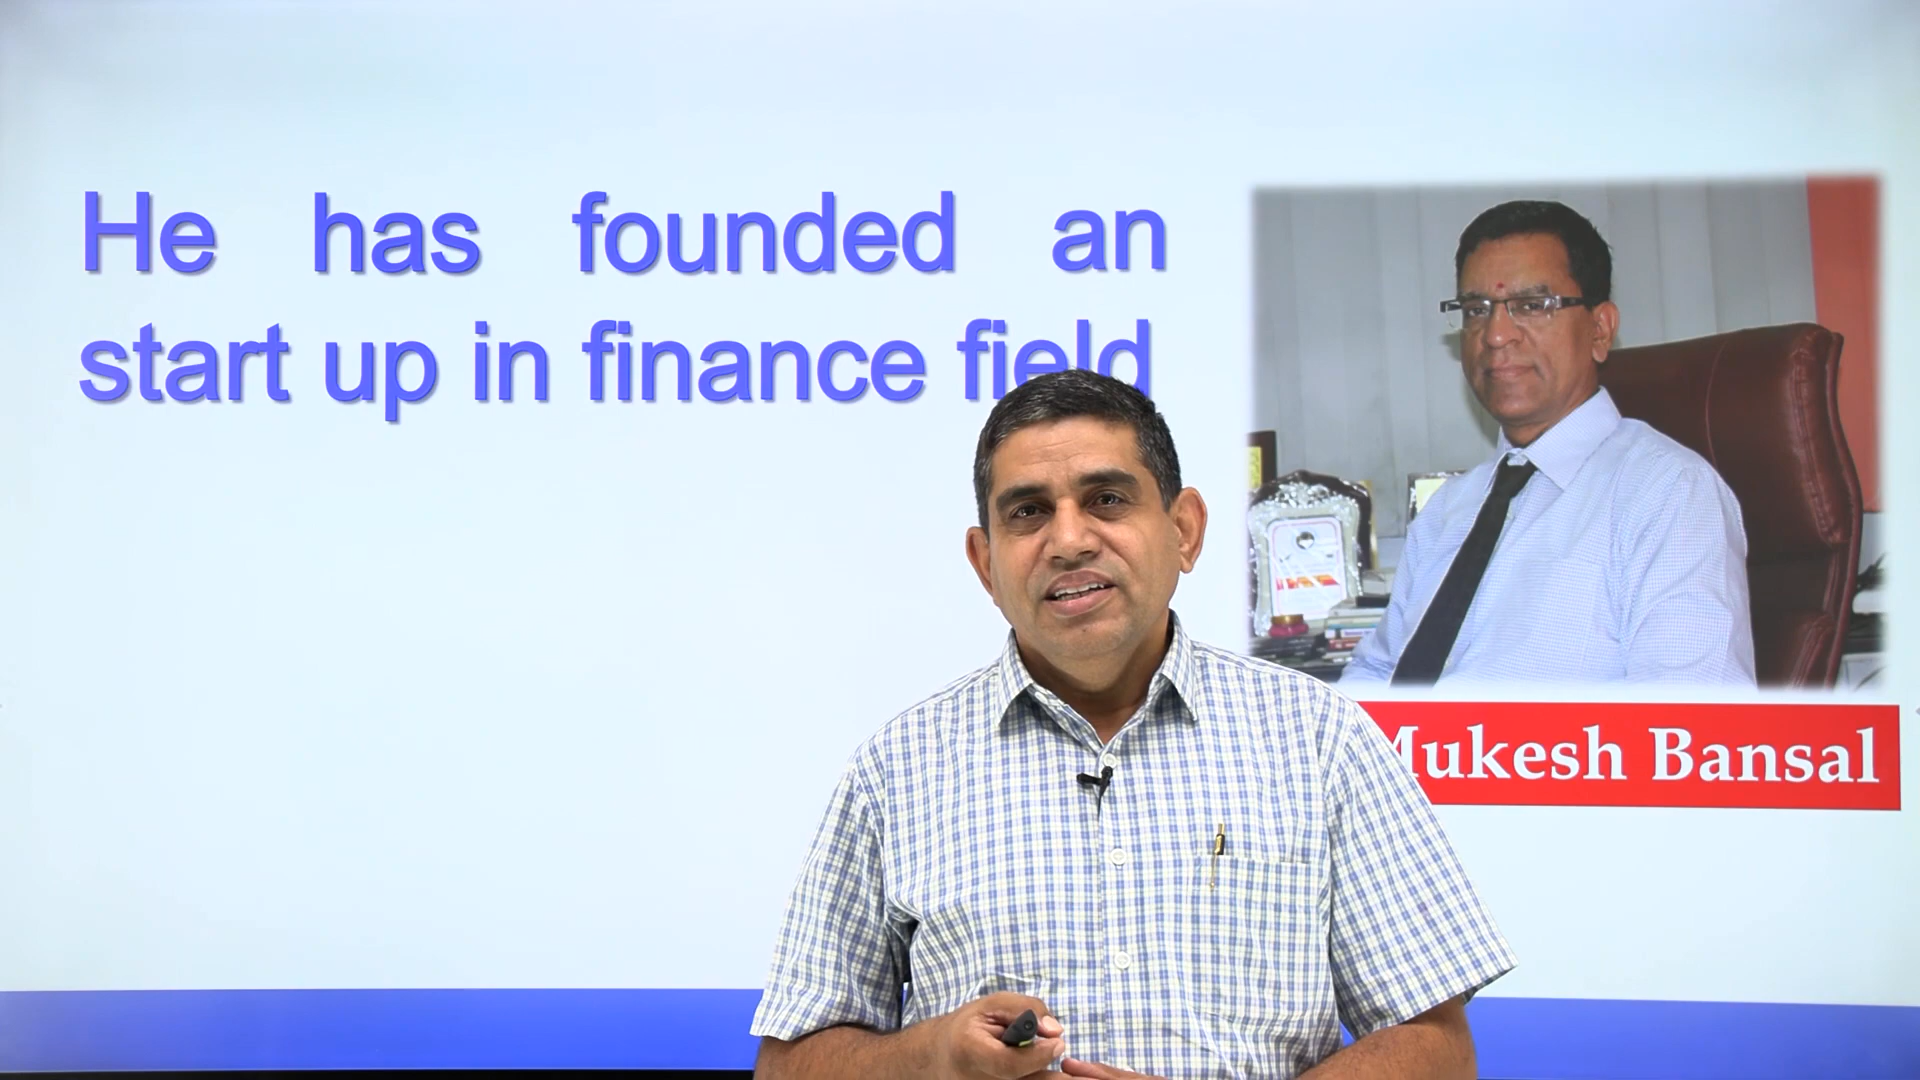 He has founded an
start up in finance field
Mukesh Bansal